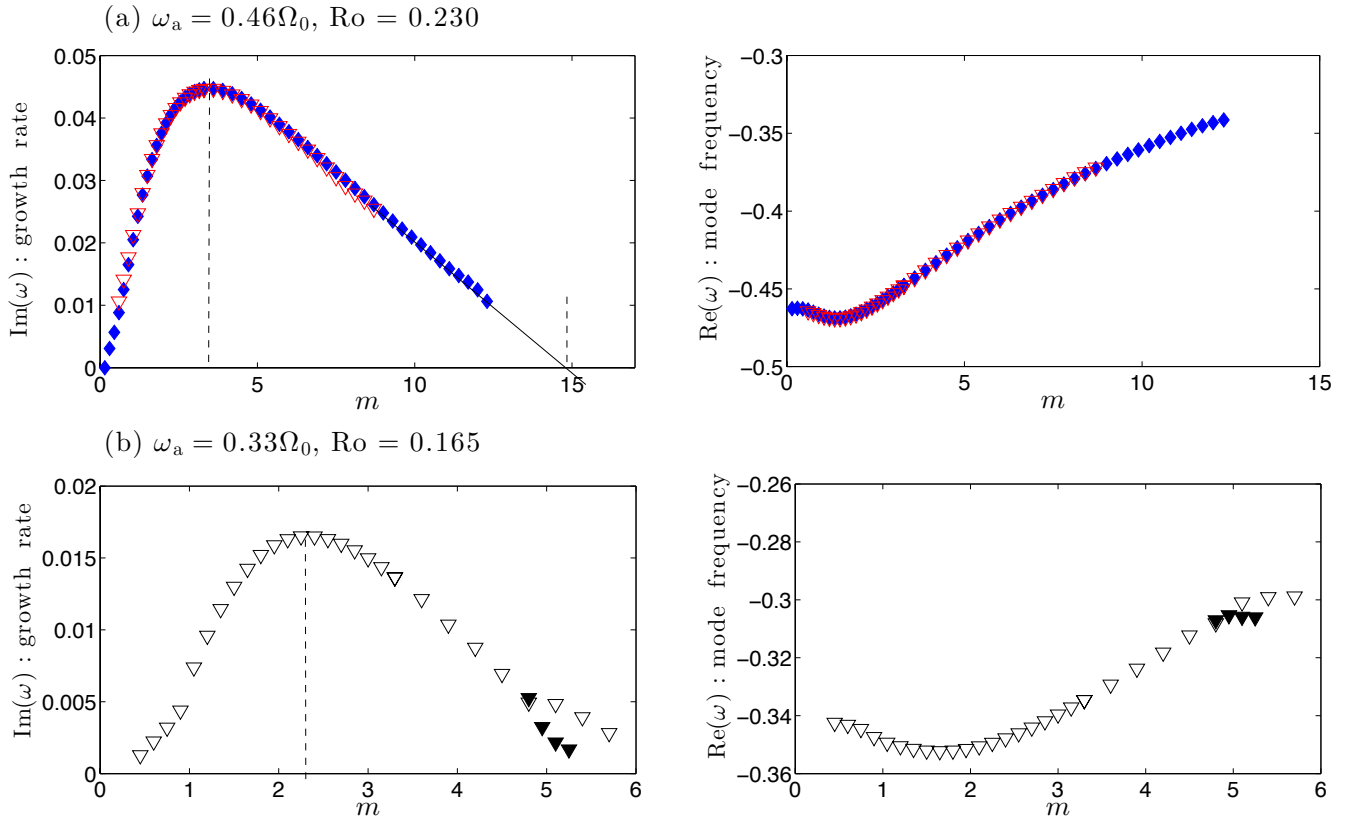 (a) ωa = 0.46Ω0, Ro = 0.230
Im(ω) : growth rate
0.05
0.04
0.03
0.02
0.01
0
0 5 10 15
m
Re(ω) : mode frequency
−0.3
−0.35
−0.4
−0.45
−0.5
0 5 10 15
m
(b) ωa = 0.33Ω0, Ro = 0.165
Im(ω) : growth rate
0.02
0.015
0.01
0.005
0
0 1 2 3 4 5 6
m
Re(ω) : mode frequency
−0.26
−0.28
−0.3
−0.32
−0.34
−0.36
0 1 2 3 4 5 6
m